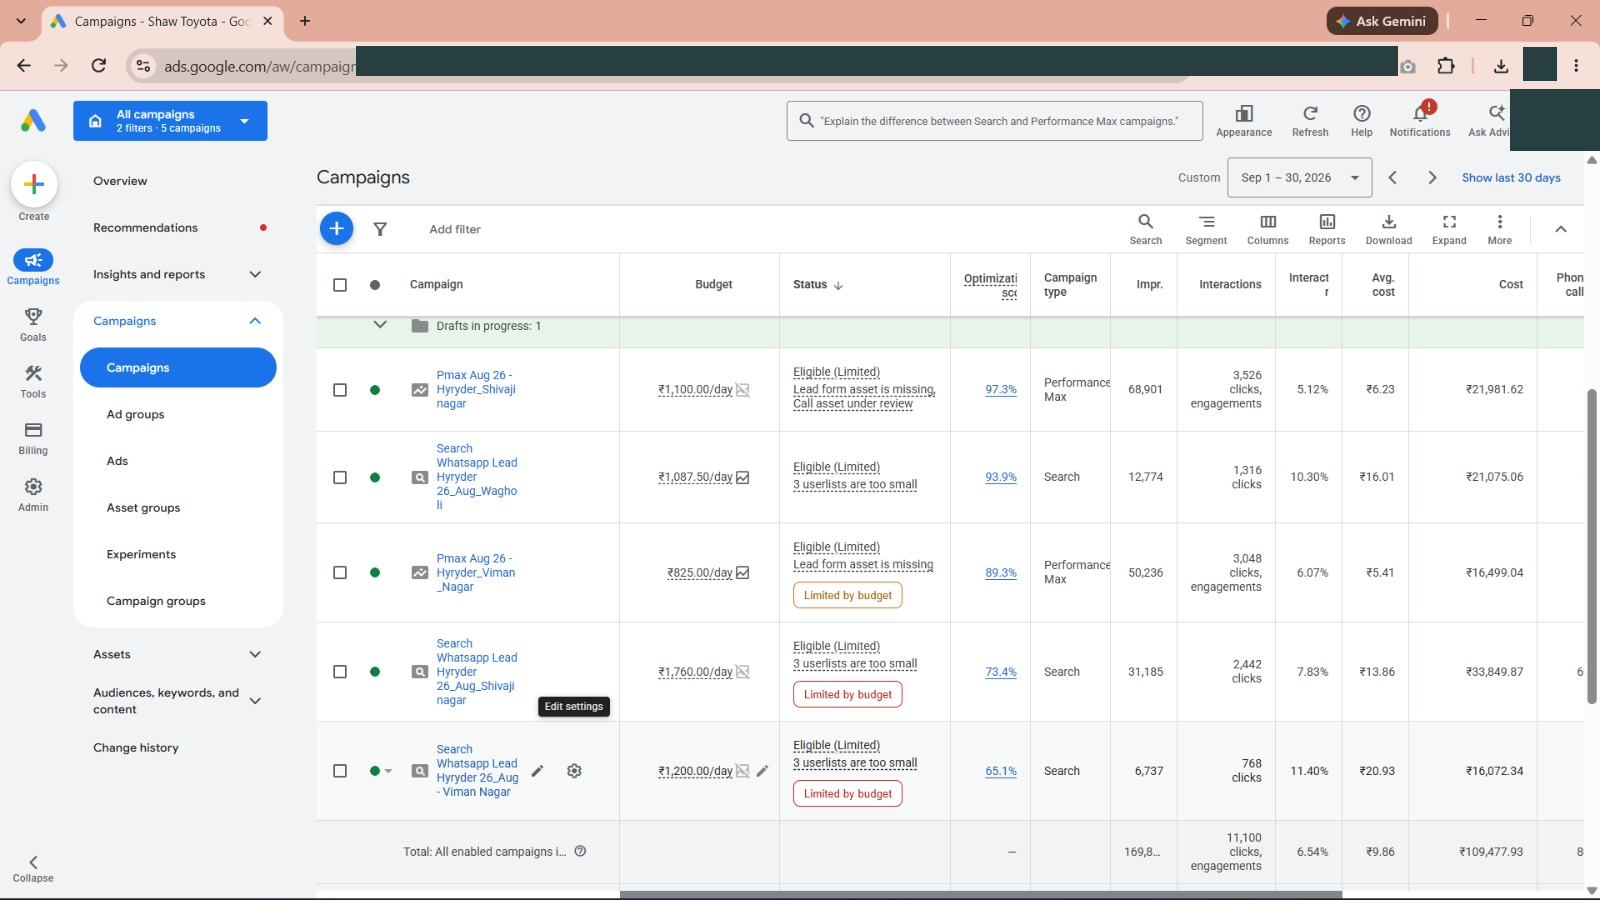 Campaigns - Shaw Toyota - Goo
Ask Gemini
ads.google.com/aw/campaign
All campaigns
2 filters · 5 campaigns
"Explain the difference between Search and Performance Max campaigns."
Appearance
Refresh
Help
Notifications
!
Ask Advi
Create
Campaigns
Goals
Tools
Billing
Admin
Collapse
Overview
Recommendations
Insights and reports
Campaigns
Campaigns
Ad groups
Ads
Asset groups
Experiments
Campaign groups
Assets
Audiences, keywords, and
content
Change history
Campaigns
Custom
Sep 1 – 30, 2026
Show last 30 days
Add filter
Search
Segment
Columns
Reports
Download
Expand
More
Campaign
Budget
Status
Optimizati
sco
Campaign
type
Impr.
Interactions
Interact
r
Avg.
cost
Cost
Phon
call
Drafts in progress: 1
Pmax Aug 26 -
Hyryder_Shivaji
nagar
₹1,100.00/day
Eligible (Limited)
Lead form asset is missing,
Call asset under review
97.3%
Performance
Max
68,901
3,526
clicks,
engagements
5.12%
₹6.23
₹21,981.62
Search
Whatsapp Lead
Hyryder
26_Aug_Wagho
li
₹1,087.50/day
Eligible (Limited)
3 userlists are too small
93.9%
Search
12,774
1,316
clicks
10.30%
₹16.01
₹21,075.06
Pmax Aug 26 -
Hyryder_Viman
_Nagar
₹825.00/day
Eligible (Limited)
Lead form asset is missing
Limited by budget
89.3%
Performance
Max
50,236
3,048
clicks,
engagements
6.07%
₹5.41
₹16,499.04
Search
Whatsapp Lead
Hyryder
26_Aug_Shivaji
nagar
₹1,760.00/day
Eligible (Limited)
3 userlists are too small
Limited by budget
73.4%
Search
31,185
2,442
clicks
7.83%
₹13.86
₹33,849.87
6
Edit settings
Search
Whatsapp Lead
Hyryder 26_Aug
- Viman Nagar
₹1,200.00/day
Eligible (Limited)
3 userlists are too small
Limited by budget
65.1%
Search
6,737
768
clicks
11.40%
₹20.93
₹16,072.34
Total: All enabled campaigns i...
–
169,8...
11,100
clicks,
engagements
6.54%
₹9.86
₹109,477.93
8